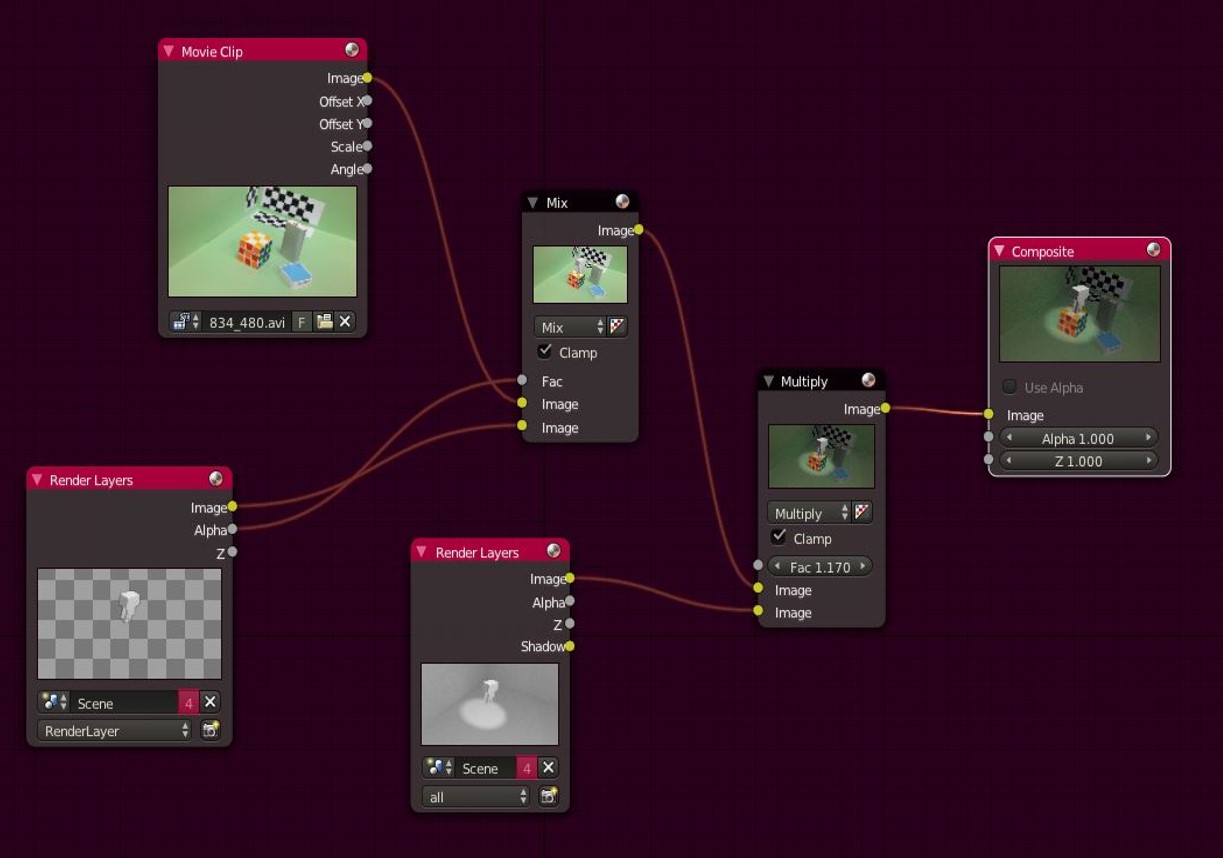 Movie Clip
Image
Offset X
Offset Y
Scale
Angle
834_480.avi F
Mix
Image
Mix
Clamp
Fac
Image
Image
Composite
Use Alpha
Image
Alpha 1.000
Z 1.000
Multiply
Image
Multiply
Clamp
Fac 1.170
Image
Image
Render Layers
Image
Alpha
Z
Scene 4
RenderLayer
Render Layers
Image
Alpha
Z
Shadow
Scene 4
all